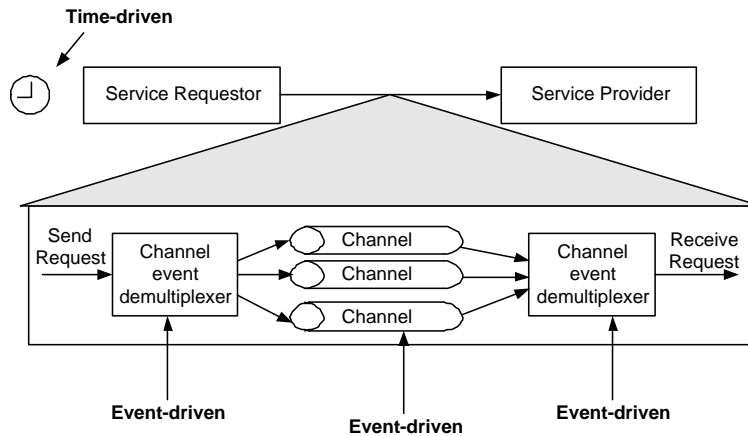 Time-driven
Service Requestor
Service Provider
Send
Request
Channel
event
demultiplexer
Channel
Channel
Channel
Channel
event
demultiplexer
Receive
Request
Event-driven
Event-driven
Event-driven